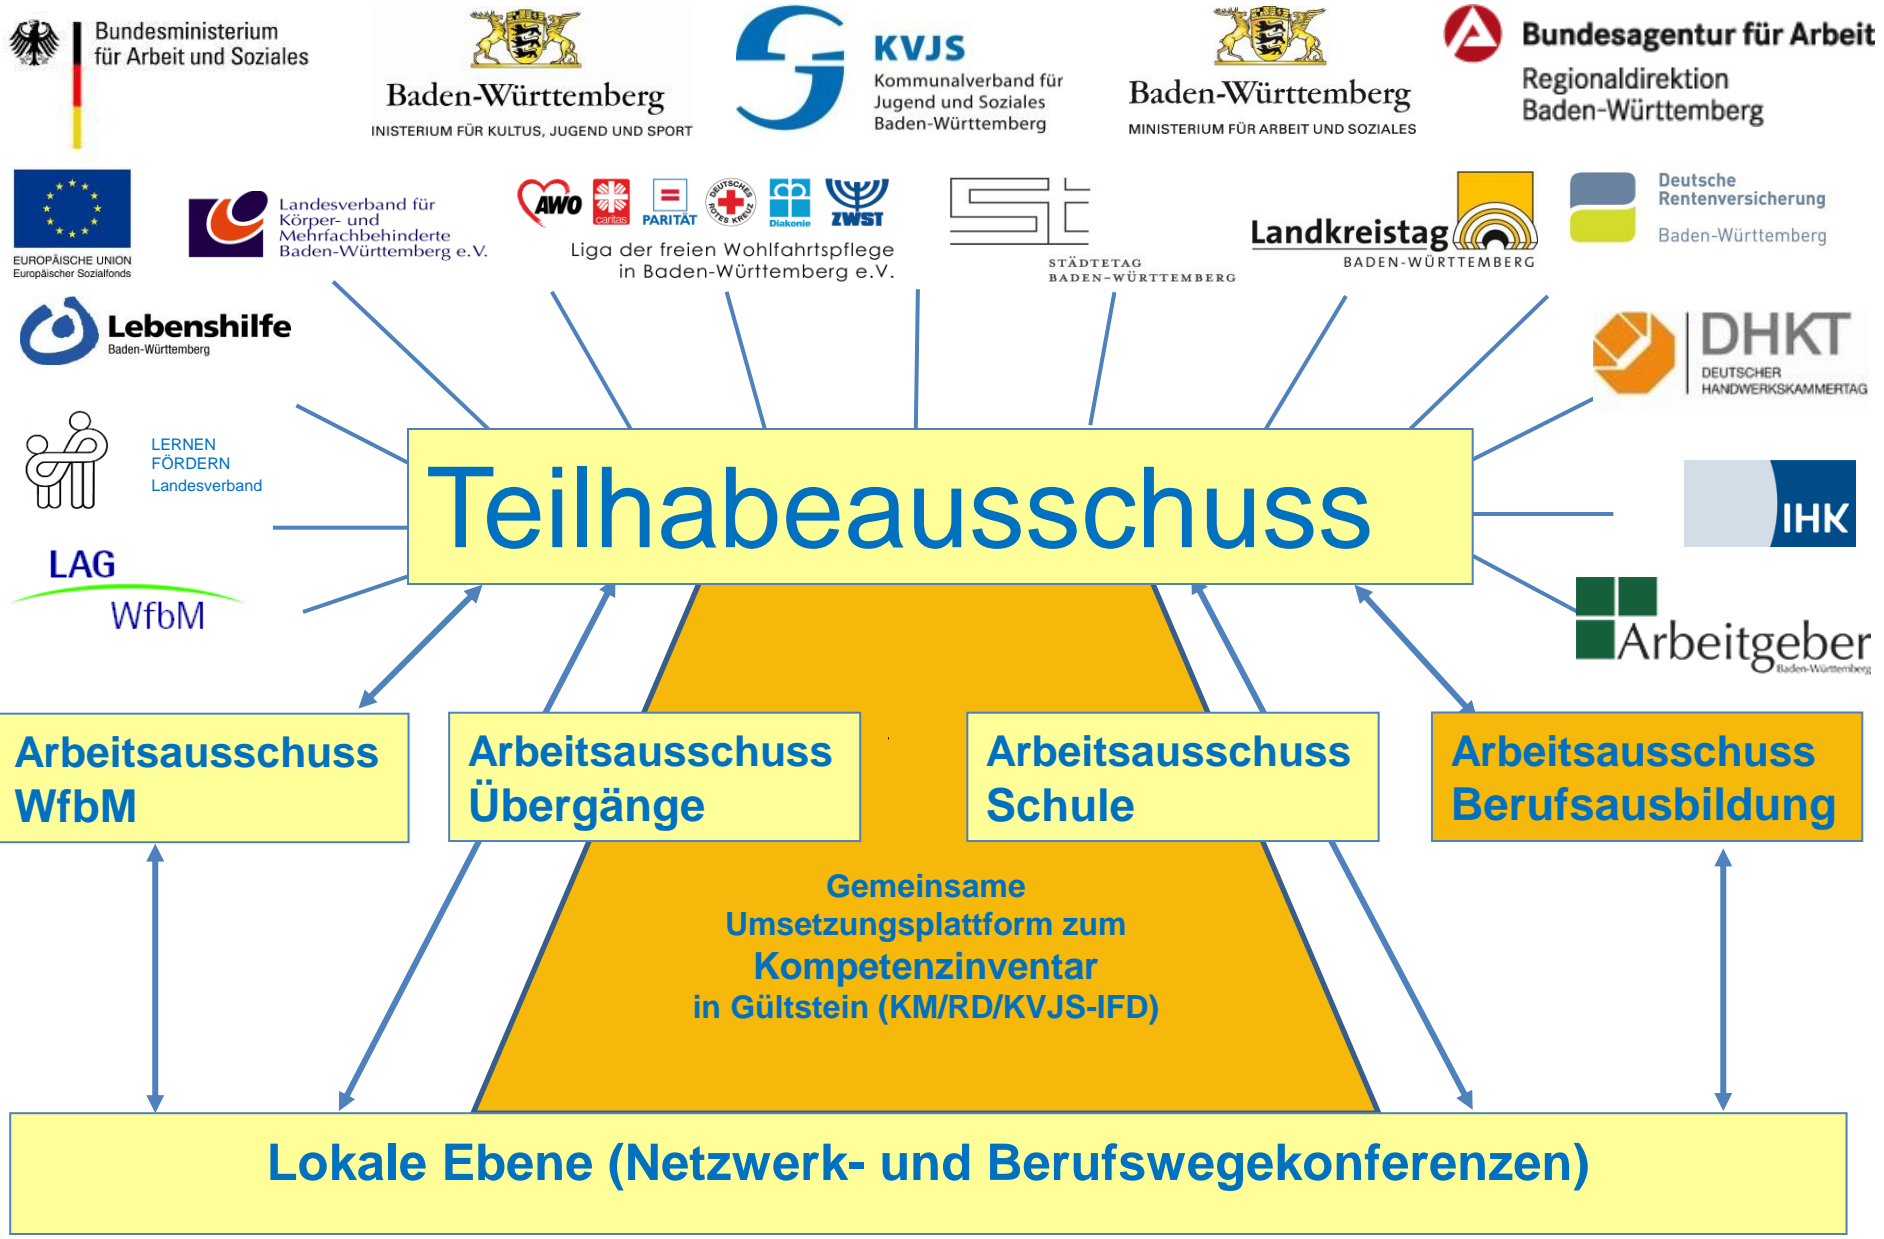 Bundesministerium
für Arbeit und Soziales
Baden-Württemberg
INISTERIUM FÜR KULTUS, JUGEND UND SPORT
KVJS
Kommunalverband für
Jugend und Soziales
Baden-Württemberg
Baden-Württemberg
MINISTERIUM FÜR ARBEIT UND SOZIALES
Bundesagentur für Arbeit
Regionaldirektion
Baden-Württemberg
EUROPÄISCHE UNION
Europäischer Sozialfonds
Landesverband für
Körper- und
Mehrfachbehinderte
Baden-Württemberg e.V.
AWO
caritas
PARITÄT
DEUTSCHES
ROTES KREUZ
Diakonie
ZWST
Liga der freien Wohlfahrtspflege
in Baden-Württemberg e.V.
STÄDTETAG
BADEN-WÜRTTEMBERG
Landkreistag
BADEN-WÜRTTEMBERG
Deutsche
Rentenversicherung
Baden-Württemberg
Lebenshilfe
Baden-Württemberg
DHKT
DEUTSCHER
HANDWERKSKAMMERTAG
LERNEN
FÖRDERN
Landesverband
Teilhabeausschuss
IHK
LAG
WfbM
Arbeitgeber
Baden-Württemberg
Arbeitsausschuss
WfbM
Arbeitsausschuss
Übergänge
Arbeitsausschuss
Schule
Arbeitsausschuss
Berufsausbildung
Gemeinsame
Umsetzungsplattform zum
Kompetenzinventar
in Gültstein (KM/RD/KVJS-IFD)
Lokale Ebene (Netzwerk- und Berufswegekonferenzen)